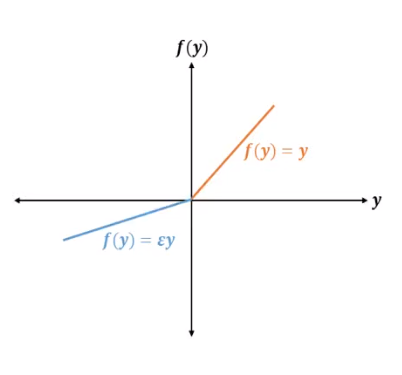 f(y)
f(y) = y
y
f(y) = εy